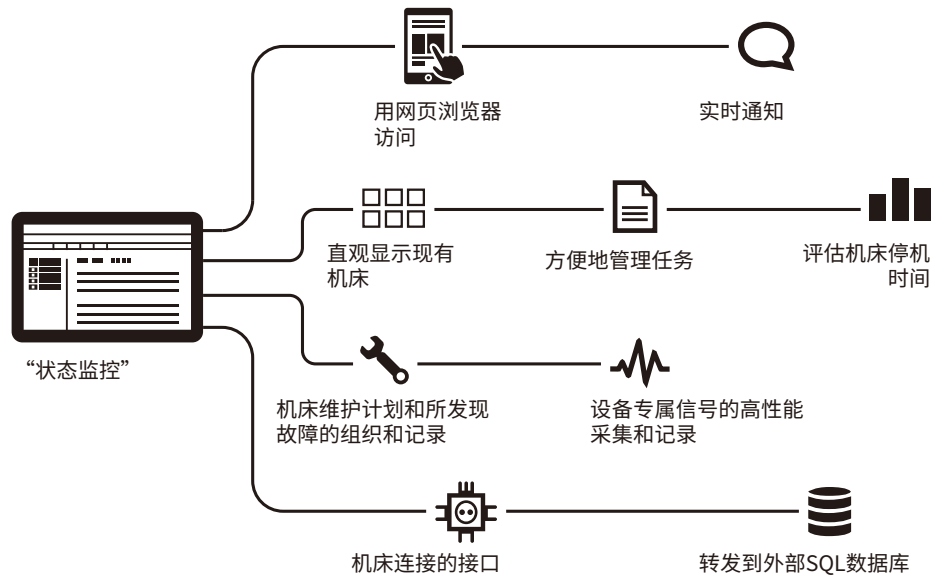 用网页浏览器
访问
实时通知
直观显示现有
机床
方便地管理任务
评估机床停机
时间
“状态监控”
机床维护计划和所发现
故障的组织和记录
设备专属信号的高性能
采集和记录
机床连接的接口
转发到外部SQL数据库